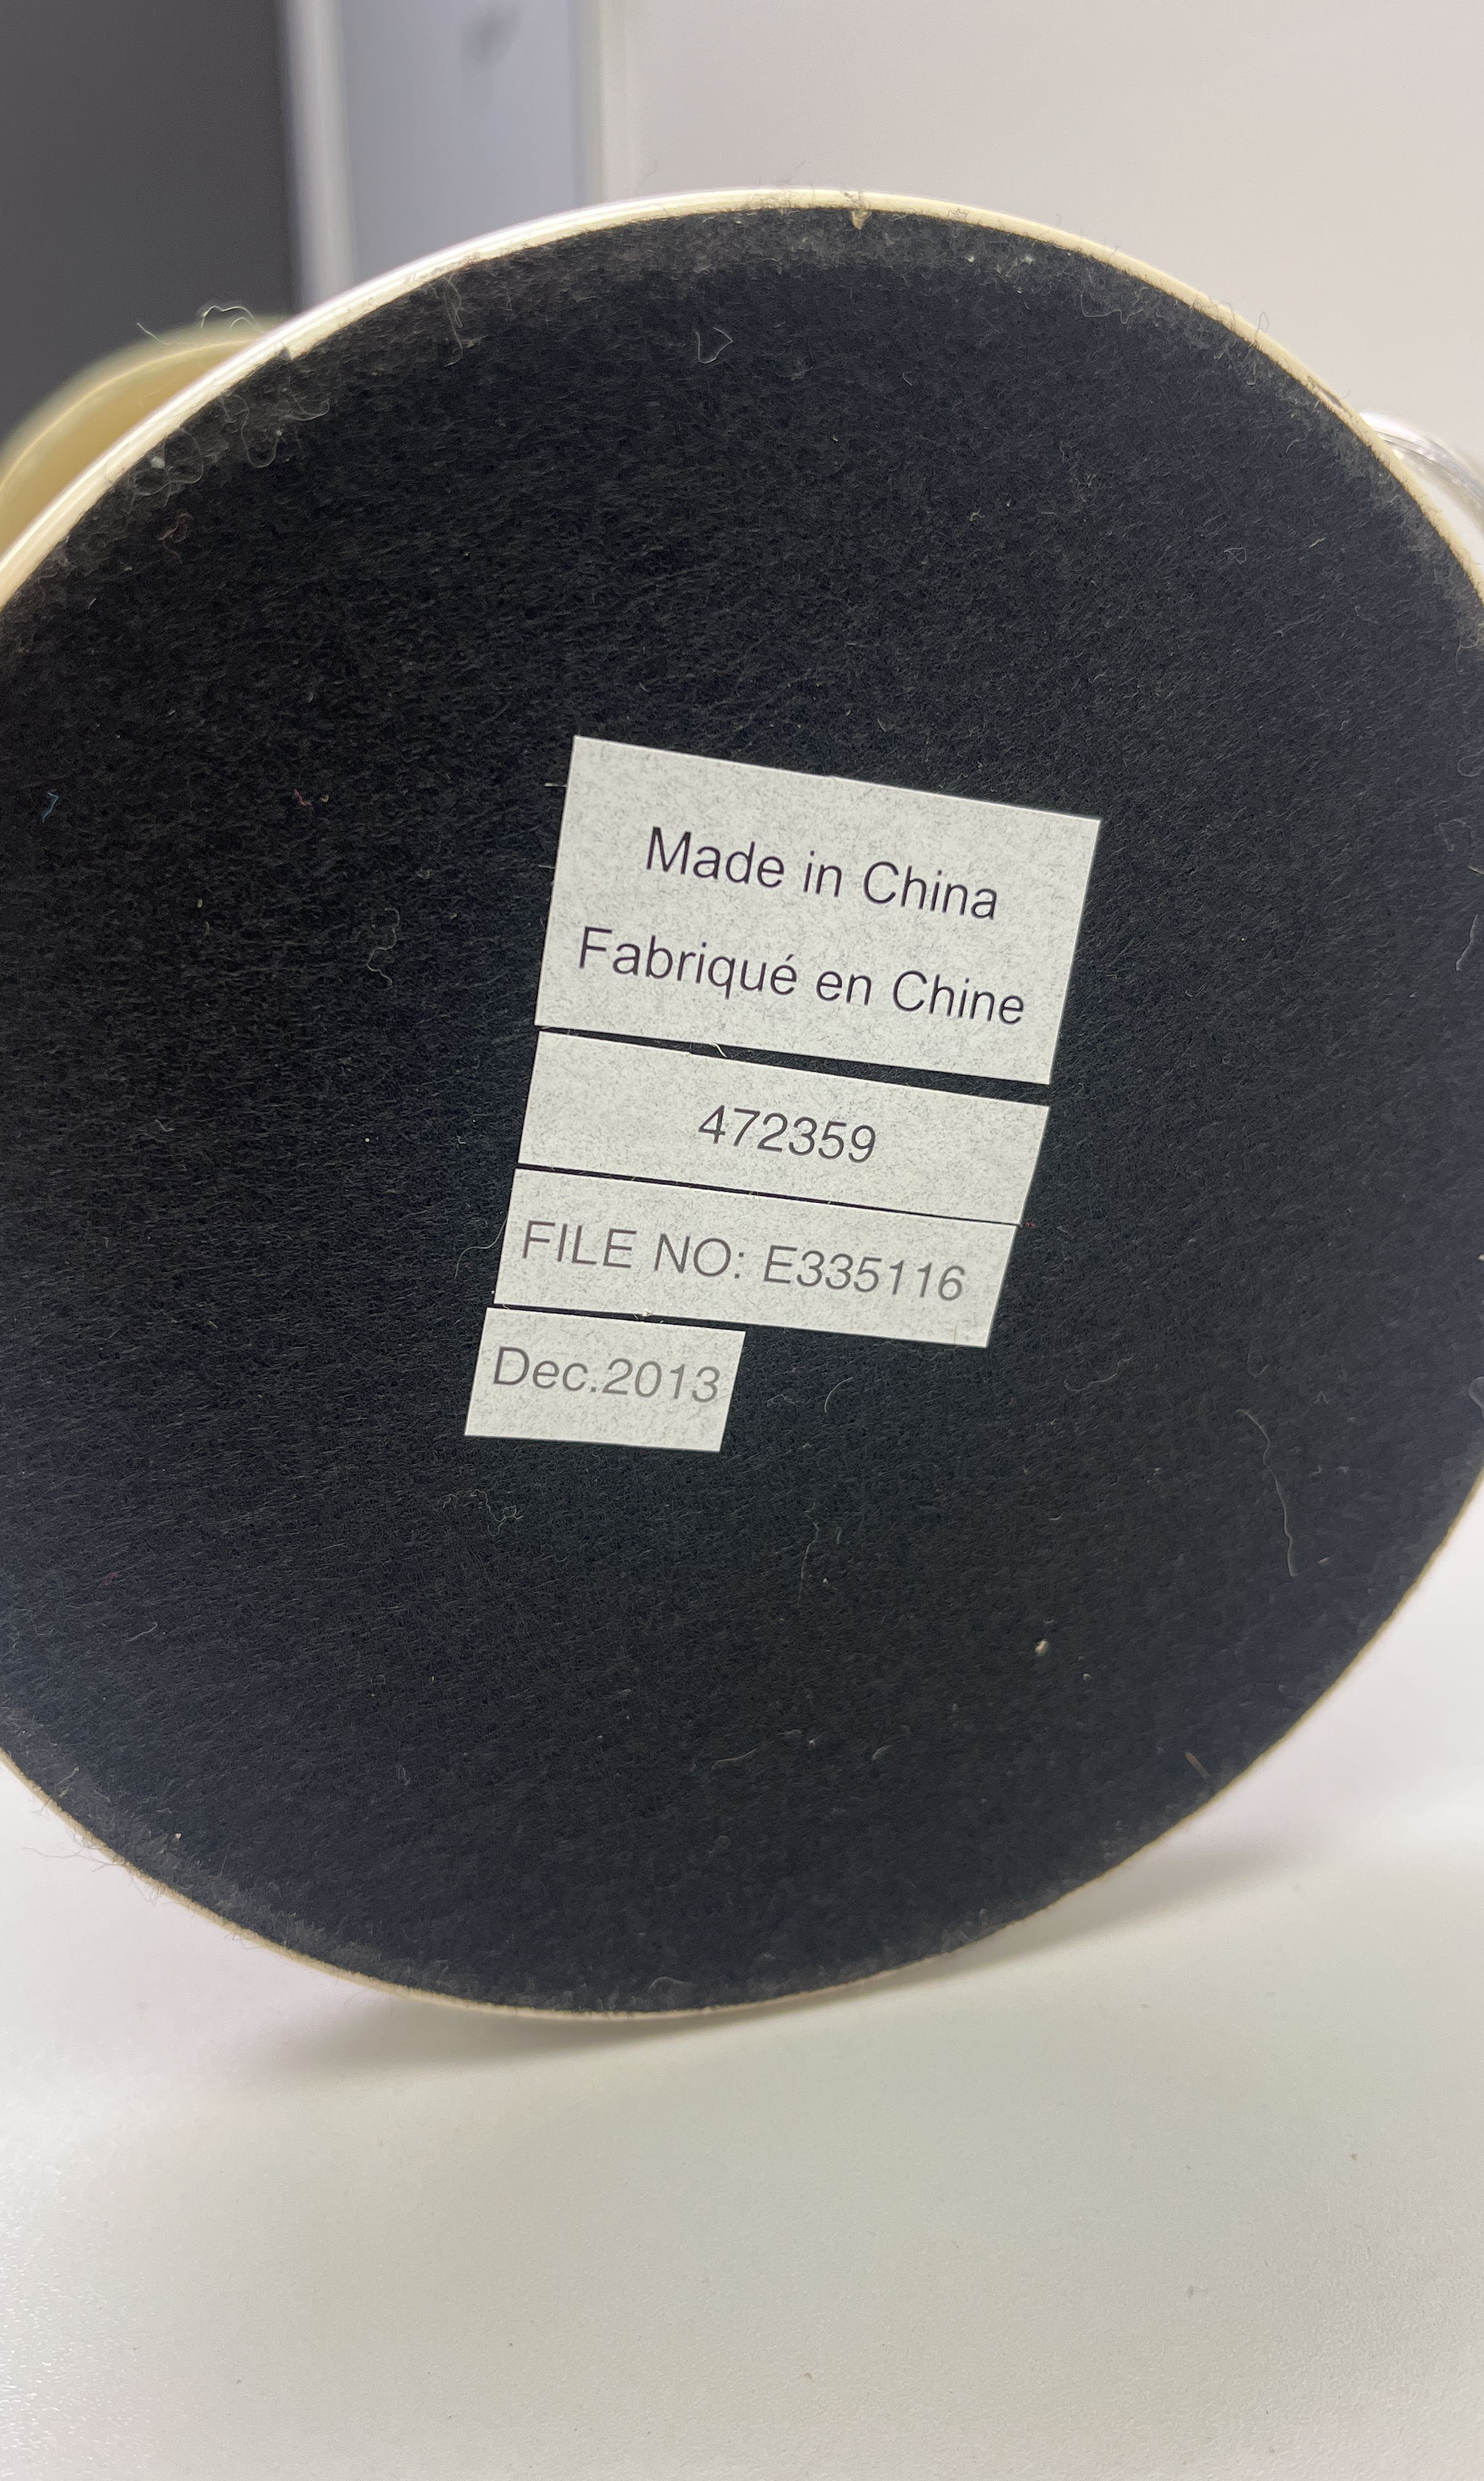 Made in China
Fabriqué en Chine
472359
FILE NO: E335116
Dec.2013